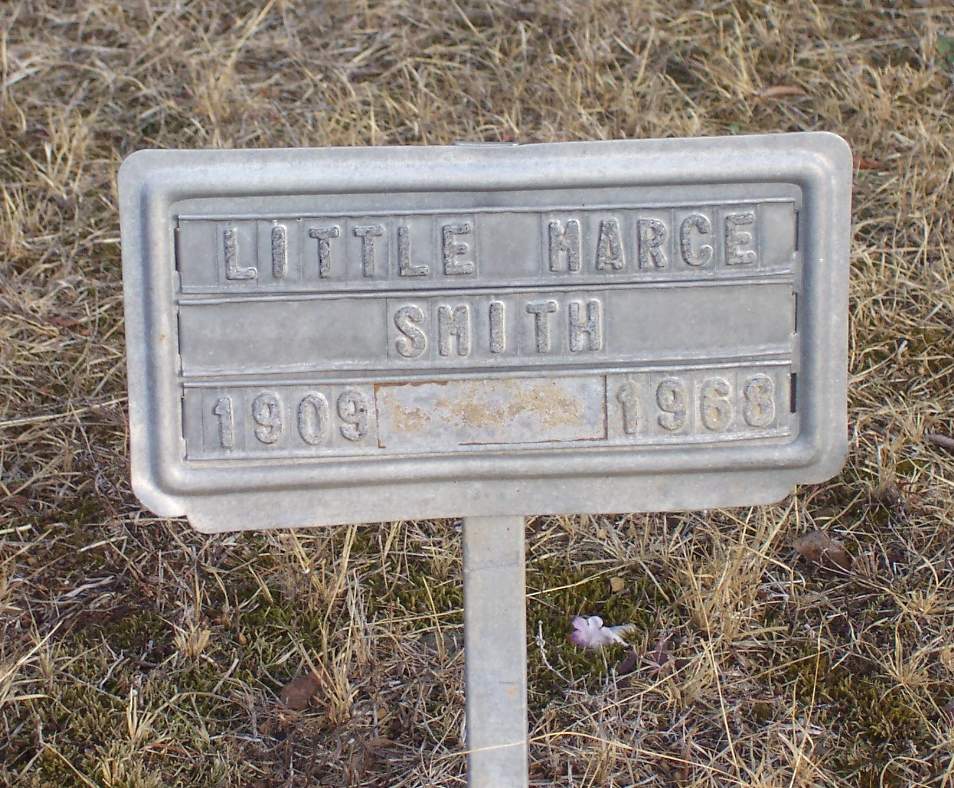 LITTLE MARCE
SMITH
1909 1968